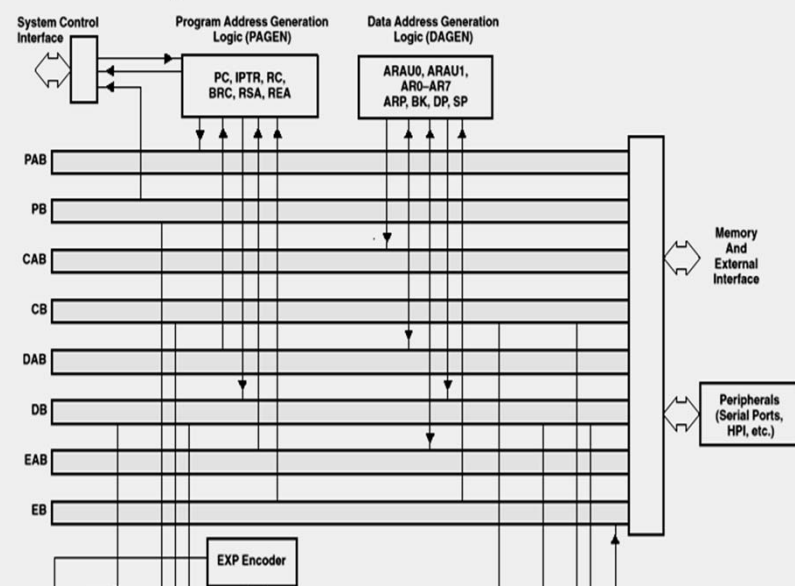 System Control
Interface
Program Address Generation
Logic (PAGEN)
Data Address Generation
Logic (DAGEN)
PC, IPTR, RC,
BRC, RSA, REA
ARAU0, ARAU1,
AR0–AR7
ARP, BK, DP, SP
PAB
PB
CAB
CB
DAB
DB
EAB
EB
Memory
And
External
Interface
Peripherals
(Serial Ports,
HPI, etc.)
EXP Encoder